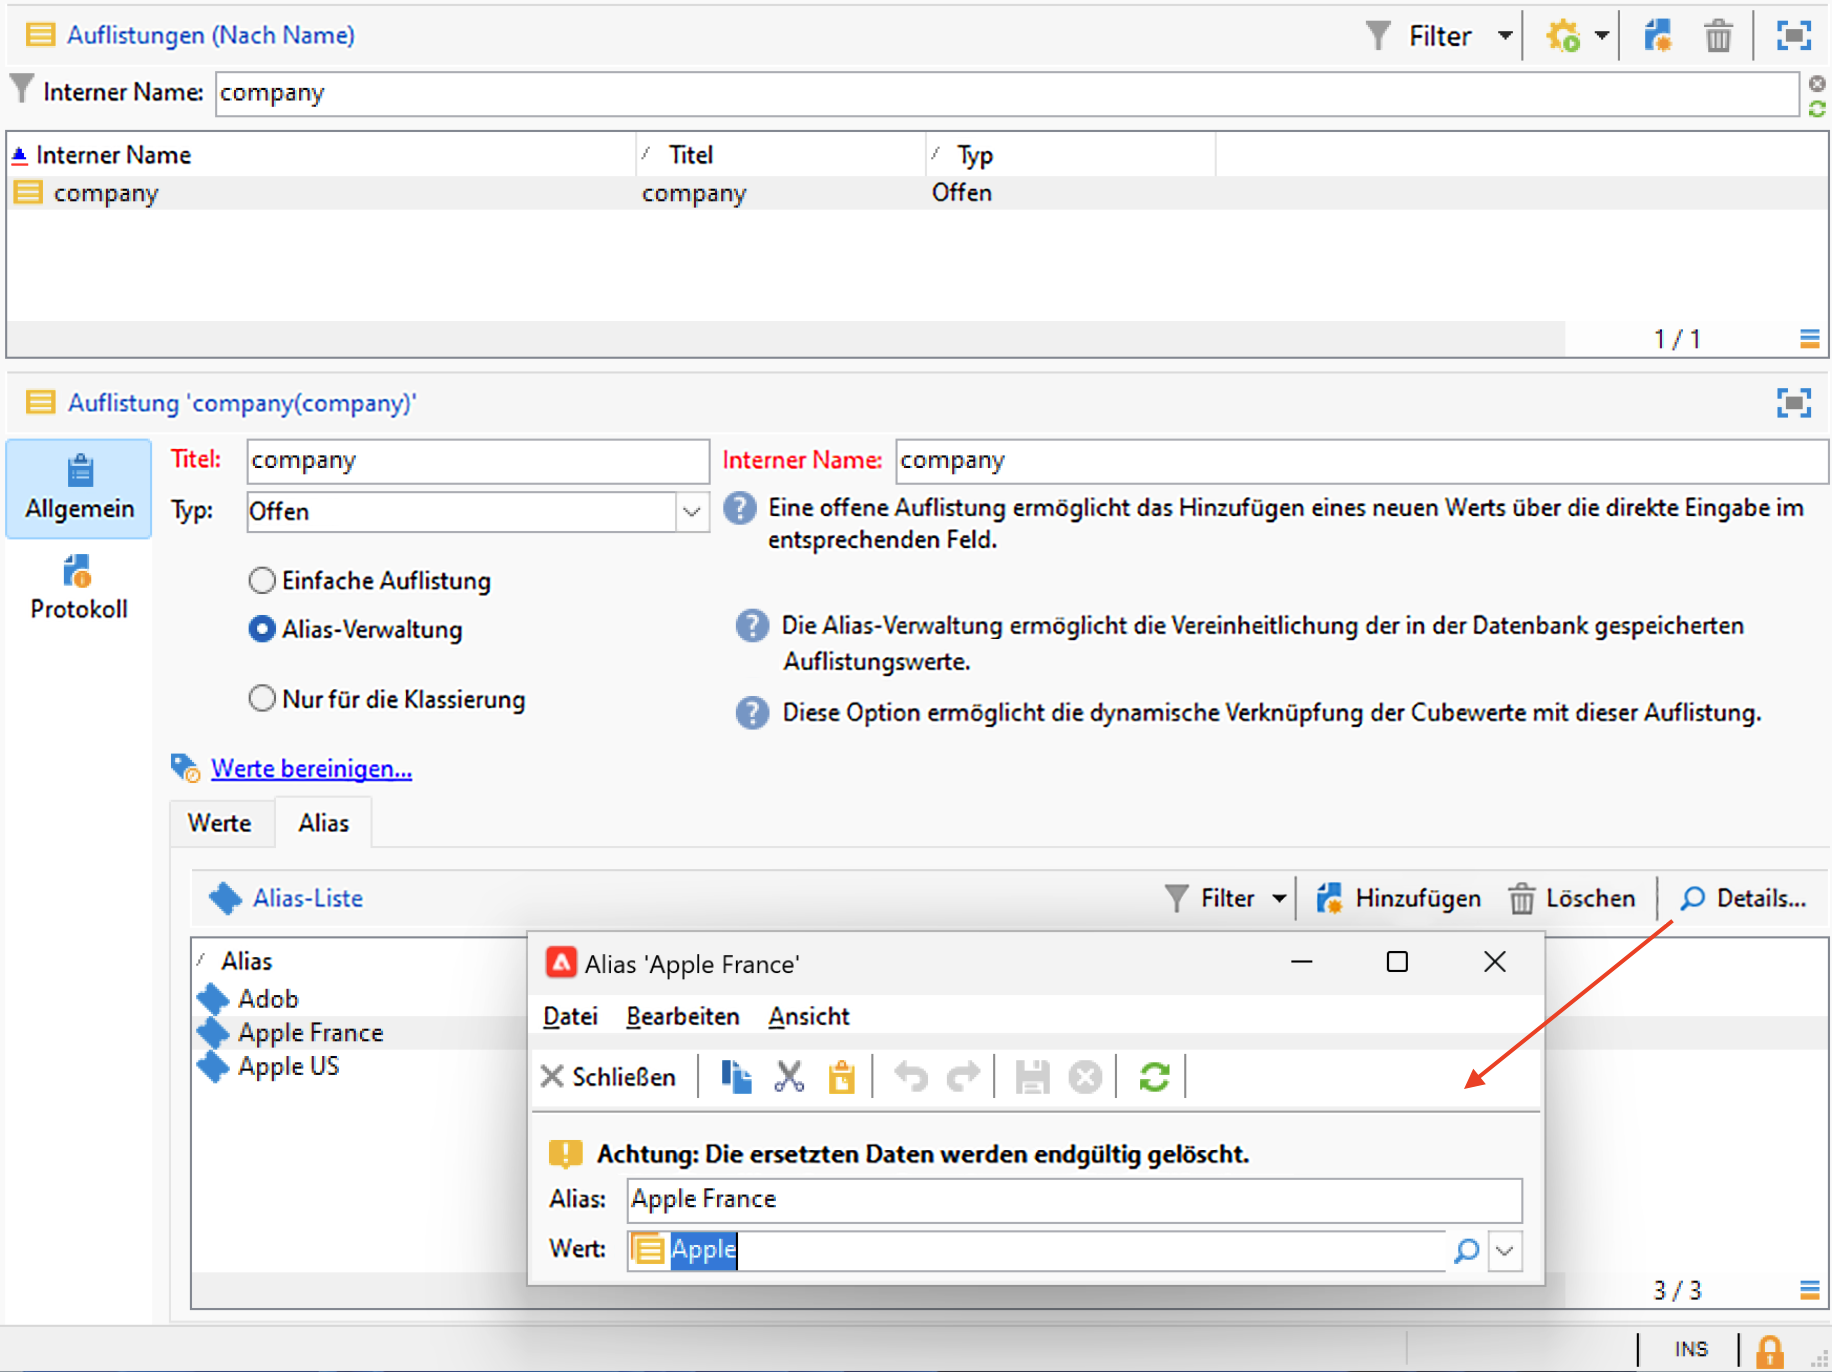 Auflistungen (Nach Name)
Filter
Interner Name: company
Interner Name Titel Typ
company company Offen
1 / 1
Auflistung 'company(company)'
Allgemein
Protokoll
Titel: company Interner Name: company
Typ: Offen
Eine offene Auflistung ermöglicht das Hinzufügen eines neuen Werts über die direkte Eingabe im
entsprechenden Feld.
Einfache Auflistung
Alias-Verwaltung
Die Alias-Verwaltung ermöglicht die Vereinheitlichung der in der Datenbank gespeicherten
Auflistungswerte.
Nur für die Klassierung
Diese Option ermöglicht die dynamische Verknüpfung der Cubewerte mit dieser Auflistung.
Werte bereinigen...
Werte Alias
Alias-Liste Filter Hinzufügen Löschen Details...
Alias
Adob
Apple France
Apple US
Alias 'Apple France'
Datei Bearbeiten Ansicht
Schließen
Achtung: Die ersetzten Daten werden endgültig gelöscht.
Alias: Apple France
Wert: Apple
3 / 3
INS